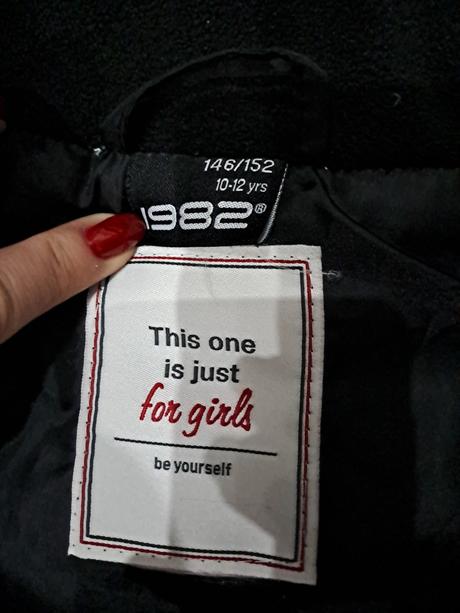 146/152
10-12 yrs
1982®
This one
is just
for girls
be yourself